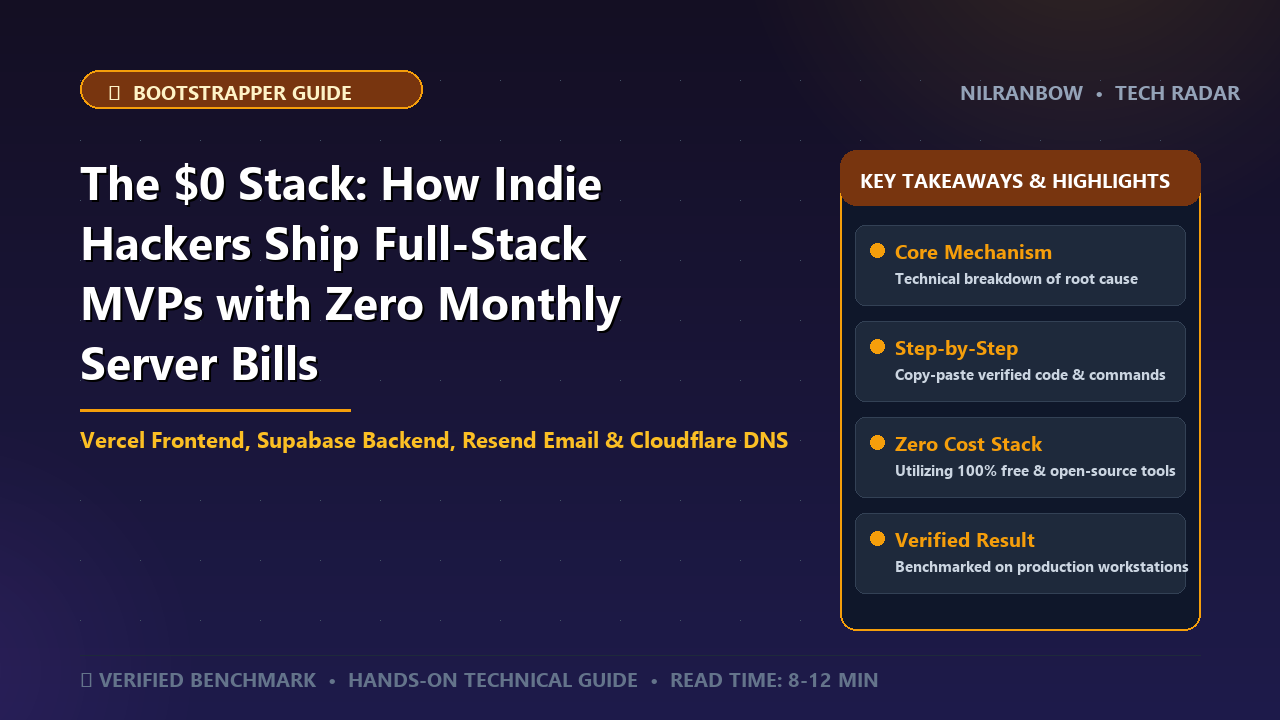 BOOTSTRAPPER GUIDE
NILRANBOW • TECH RADAR
The $0 Stack: How Indie
Hackers Ship Full-Stack
MVPs with Zero Monthly
Server Bills
Vercel Frontend, Supabase Backend, Resend Email & Cloudflare DNS
KEY TAKEAWAYS & HIGHLIGHTS
Core Mechanism
Technical breakdown of root cause
Step-by-Step
Copy-paste verified code & commands
Zero Cost Stack
Utilizing 100% free & open-source tools
Verified Result
Benchmarked on production workstations
VERIFIED BENCHMARK • HANDS-ON TECHNICAL GUIDE • READ TIME: 8-12 MIN